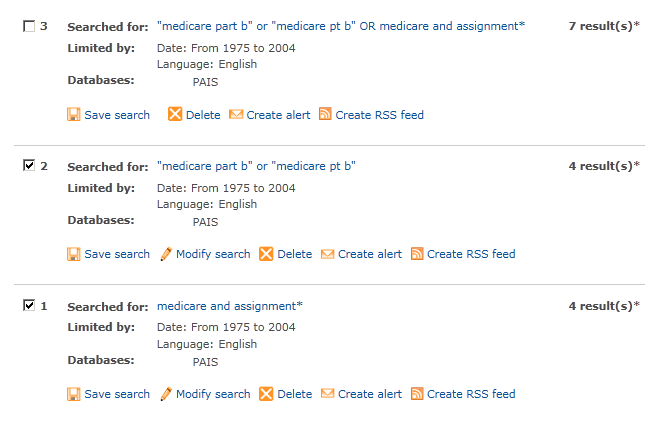 3 Searched for: "medicare part b" or "medicare pt b" OR medicare and assignment* 7 result(s)*
Limited by: Date: From 1975 to 2004
Language: English
Databases: PAIS
Save search Delete Create alert Create RSS feed
2 Searched for: "medicare part b" or "medicare pt b" 4 result(s)*
Limited by: Date: From 1975 to 2004
Language: English
Databases: PAIS
Save search Modify search Delete Create alert Create RSS feed
1 Searched for: medicare and assignment* 4 result(s)*
Limited by: Date: From 1975 to 2004
Language: English
Databases: PAIS
Save search Modify search Delete Create alert Create RSS feed